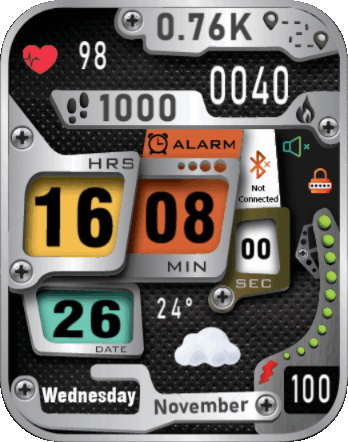 0.76K
98
0040
1000
HRS
ALARM
Not
Connected
16
08
00
MIN
SEC
26
24°
DATE
Wednesday
November
100